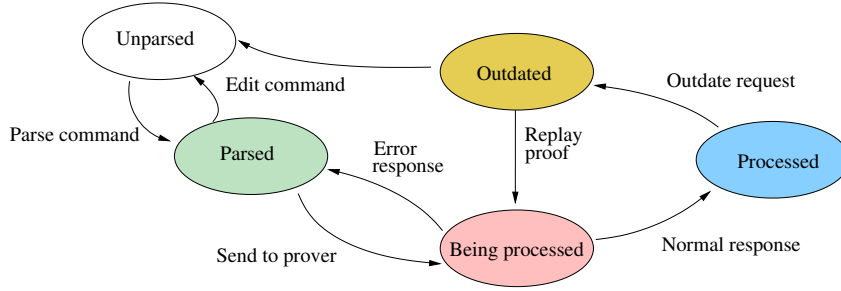 Unparsed
Outdated
Edit command
Outdate request
Parse command
Parsed
Error
response
Replay
proof
Processed
Send to prover
Being processed
Normal response